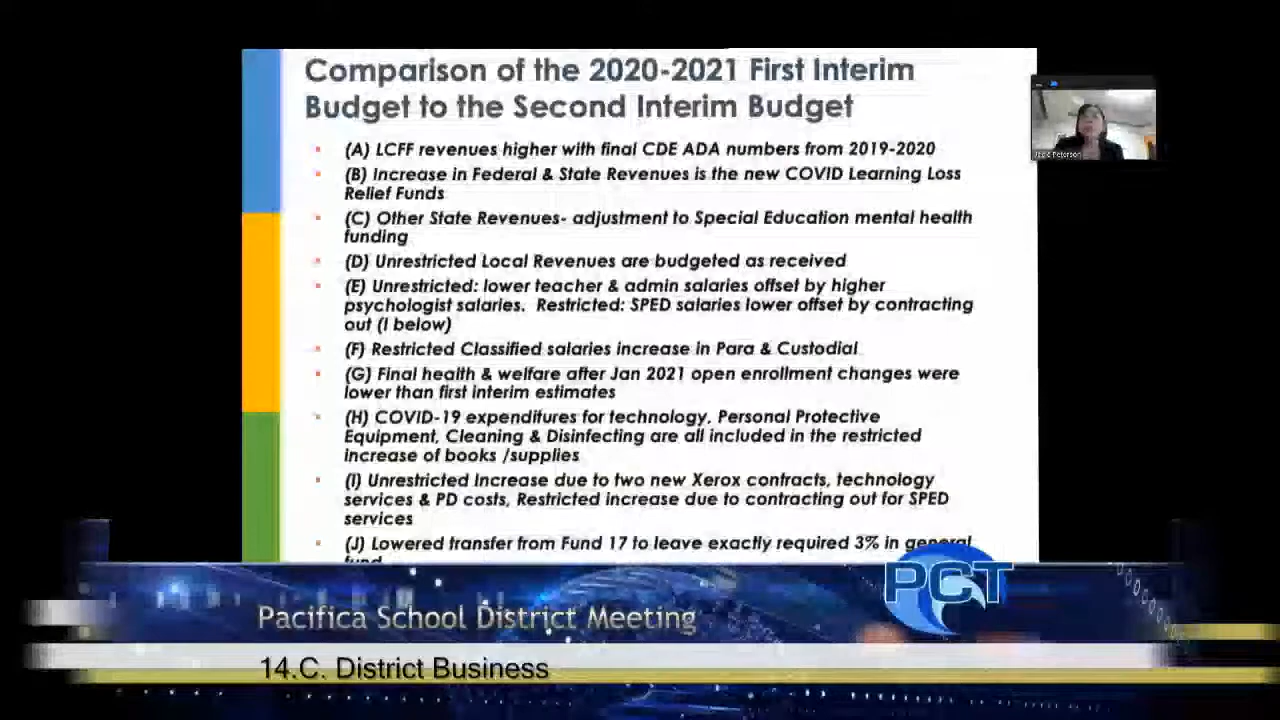 Comparison of the 2020-2021 First Interim
Budget to the Second Interim Budget
(A) LCFF revenues higher with final CDE ADA numbers from 2019-2020
(B) Increase in Federal & State Revenues is the new COVID Learning Loss
Relief Funds
(C) Other State Revenues- adjustment to Special Education mental health
funding
(D) Unrestricted Local Revenues are budgeted as received
(E) Unrestricted: lower teacher & admin salaries offset by higher
psychologist salaries. Restricted: SPED salaries lower offset by contracting
out (I below)
(F) Restricted Classified salaries increase in Para & Custodial
(G) Final health & welfare after Jan 2021 open enrollment changes were
lower than first interim estimates
(H) COVID-19 expenditures for technology, Personal Protective
Equipment, Cleaning & Disinfecting are all included in the restricted
increase of books /supplies
(I) Unrestricted Increase due to two new Xerox contracts, technology
services & PD costs, Restricted increase due to contracting out for SPED
services
(J) Lowered transfer from Fund 17 to leave exactly required 3% in general
fund
Peterson
PCT
Pacifica School District Meeting
14.C. District Business